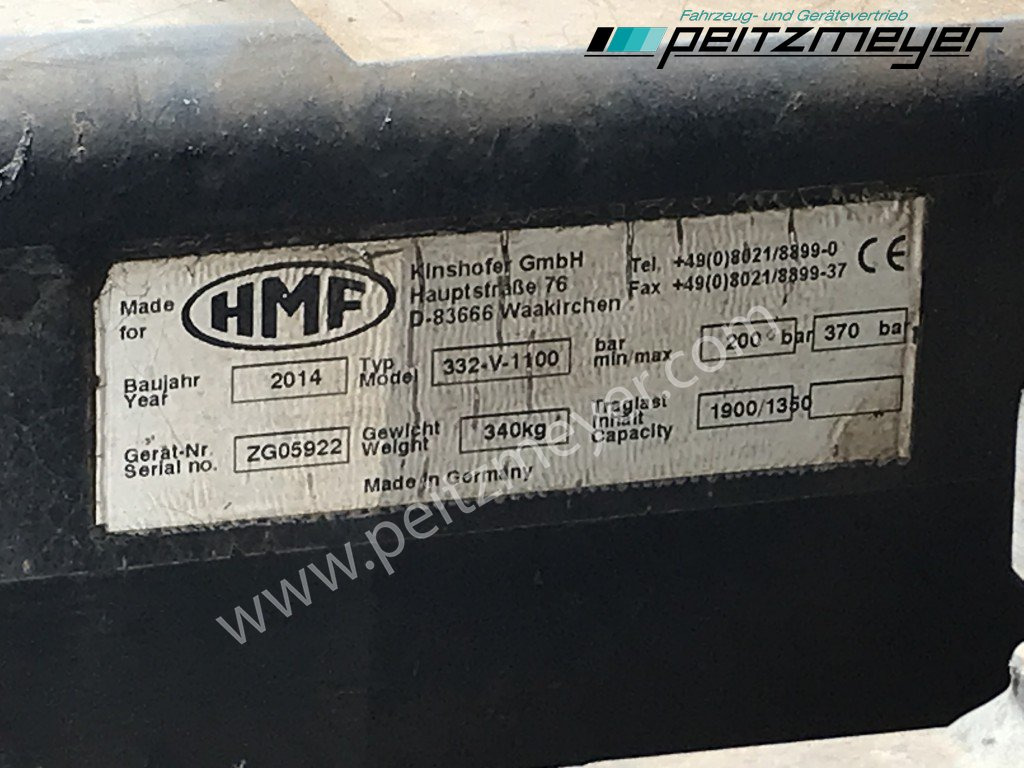 Fahrzeug- und Gerätevertrieb
peitzmeyer
Made for HMF
Kinshofer GmbH
Hauptstraße 76
D-83666 Waakirchen
Tel. +49(0)8021/8899-0
Fax +49(0)8021/8899-37
CE
Baujahr Year 2014
Typ Model 332-V-1100
bar min/max 200 bar 370 bar
Gerät-Nr. Serial no. ZG05922
Gewicht Weight 340kg
Traglast Inhalt Capacity 1900/1350
Made in Germany
www.peitzmeyer.com